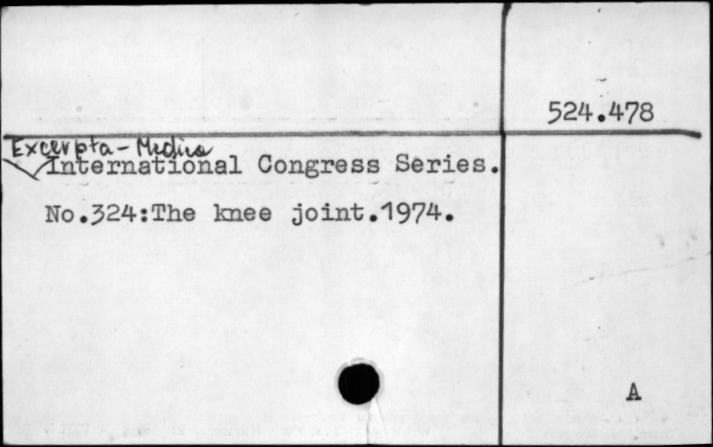 524.478
Excerpta-Medica
International Congress Series.
No.324:The knee joint.1974.
A